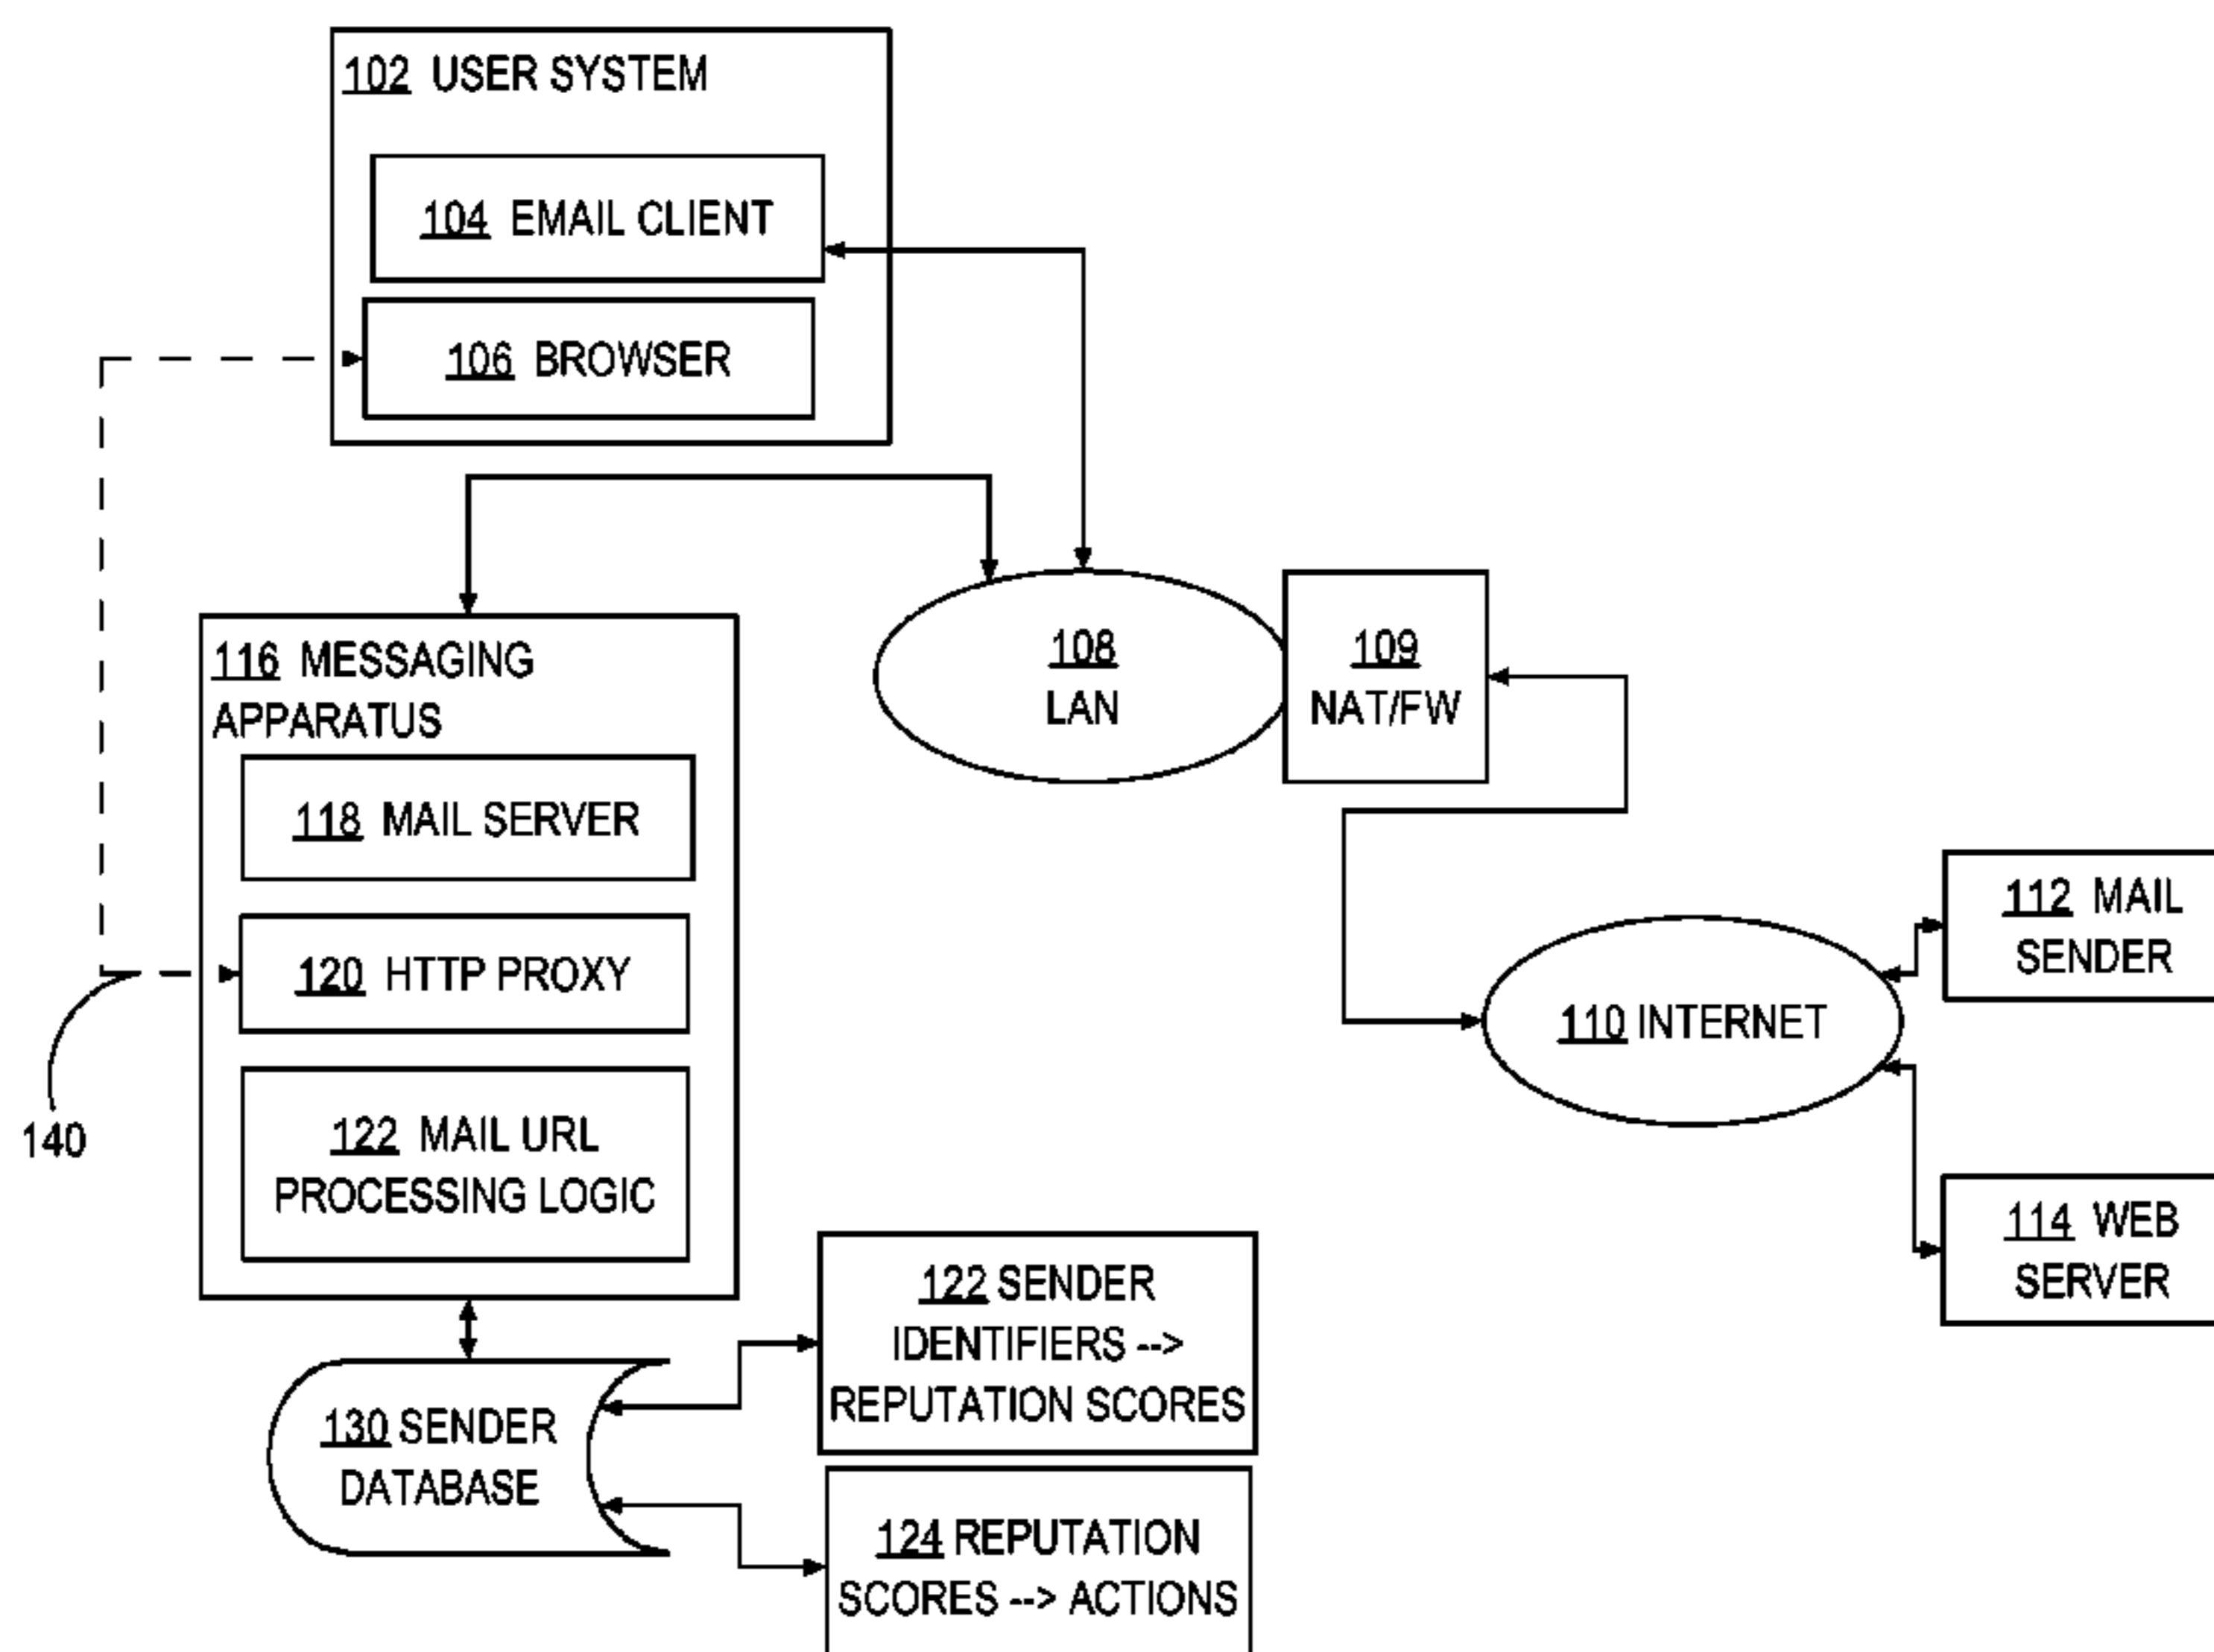 102 USER SYSTEM
104 EMAIL CLIENT
106 BROWSER
116 MESSAGING
APPARATUS
118 MAIL SERVER
120 HTTP PROXY
122 MAIL URL
PROCESSING LOGIC
140
108
LAN
109
NAT/FW
110 INTERNET
112 MAIL
SENDER
114 WEB
SERVER
130 SENDER
DATABASE
122 SENDER
IDENTIFIERS -->
REPUTATION SCORES
124 REPUTATION
SCORES --> ACTIONS